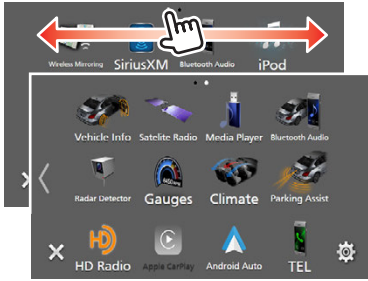 Wireless Mirroring SiriusXM Bluetooth Audio iPod
Vehicle Info Satelite Radio Media Player Bluetooth Audio
Radar Detector Gauges Climate Parking Assist
HD Radio Apple CarPlay Android Auto TEL